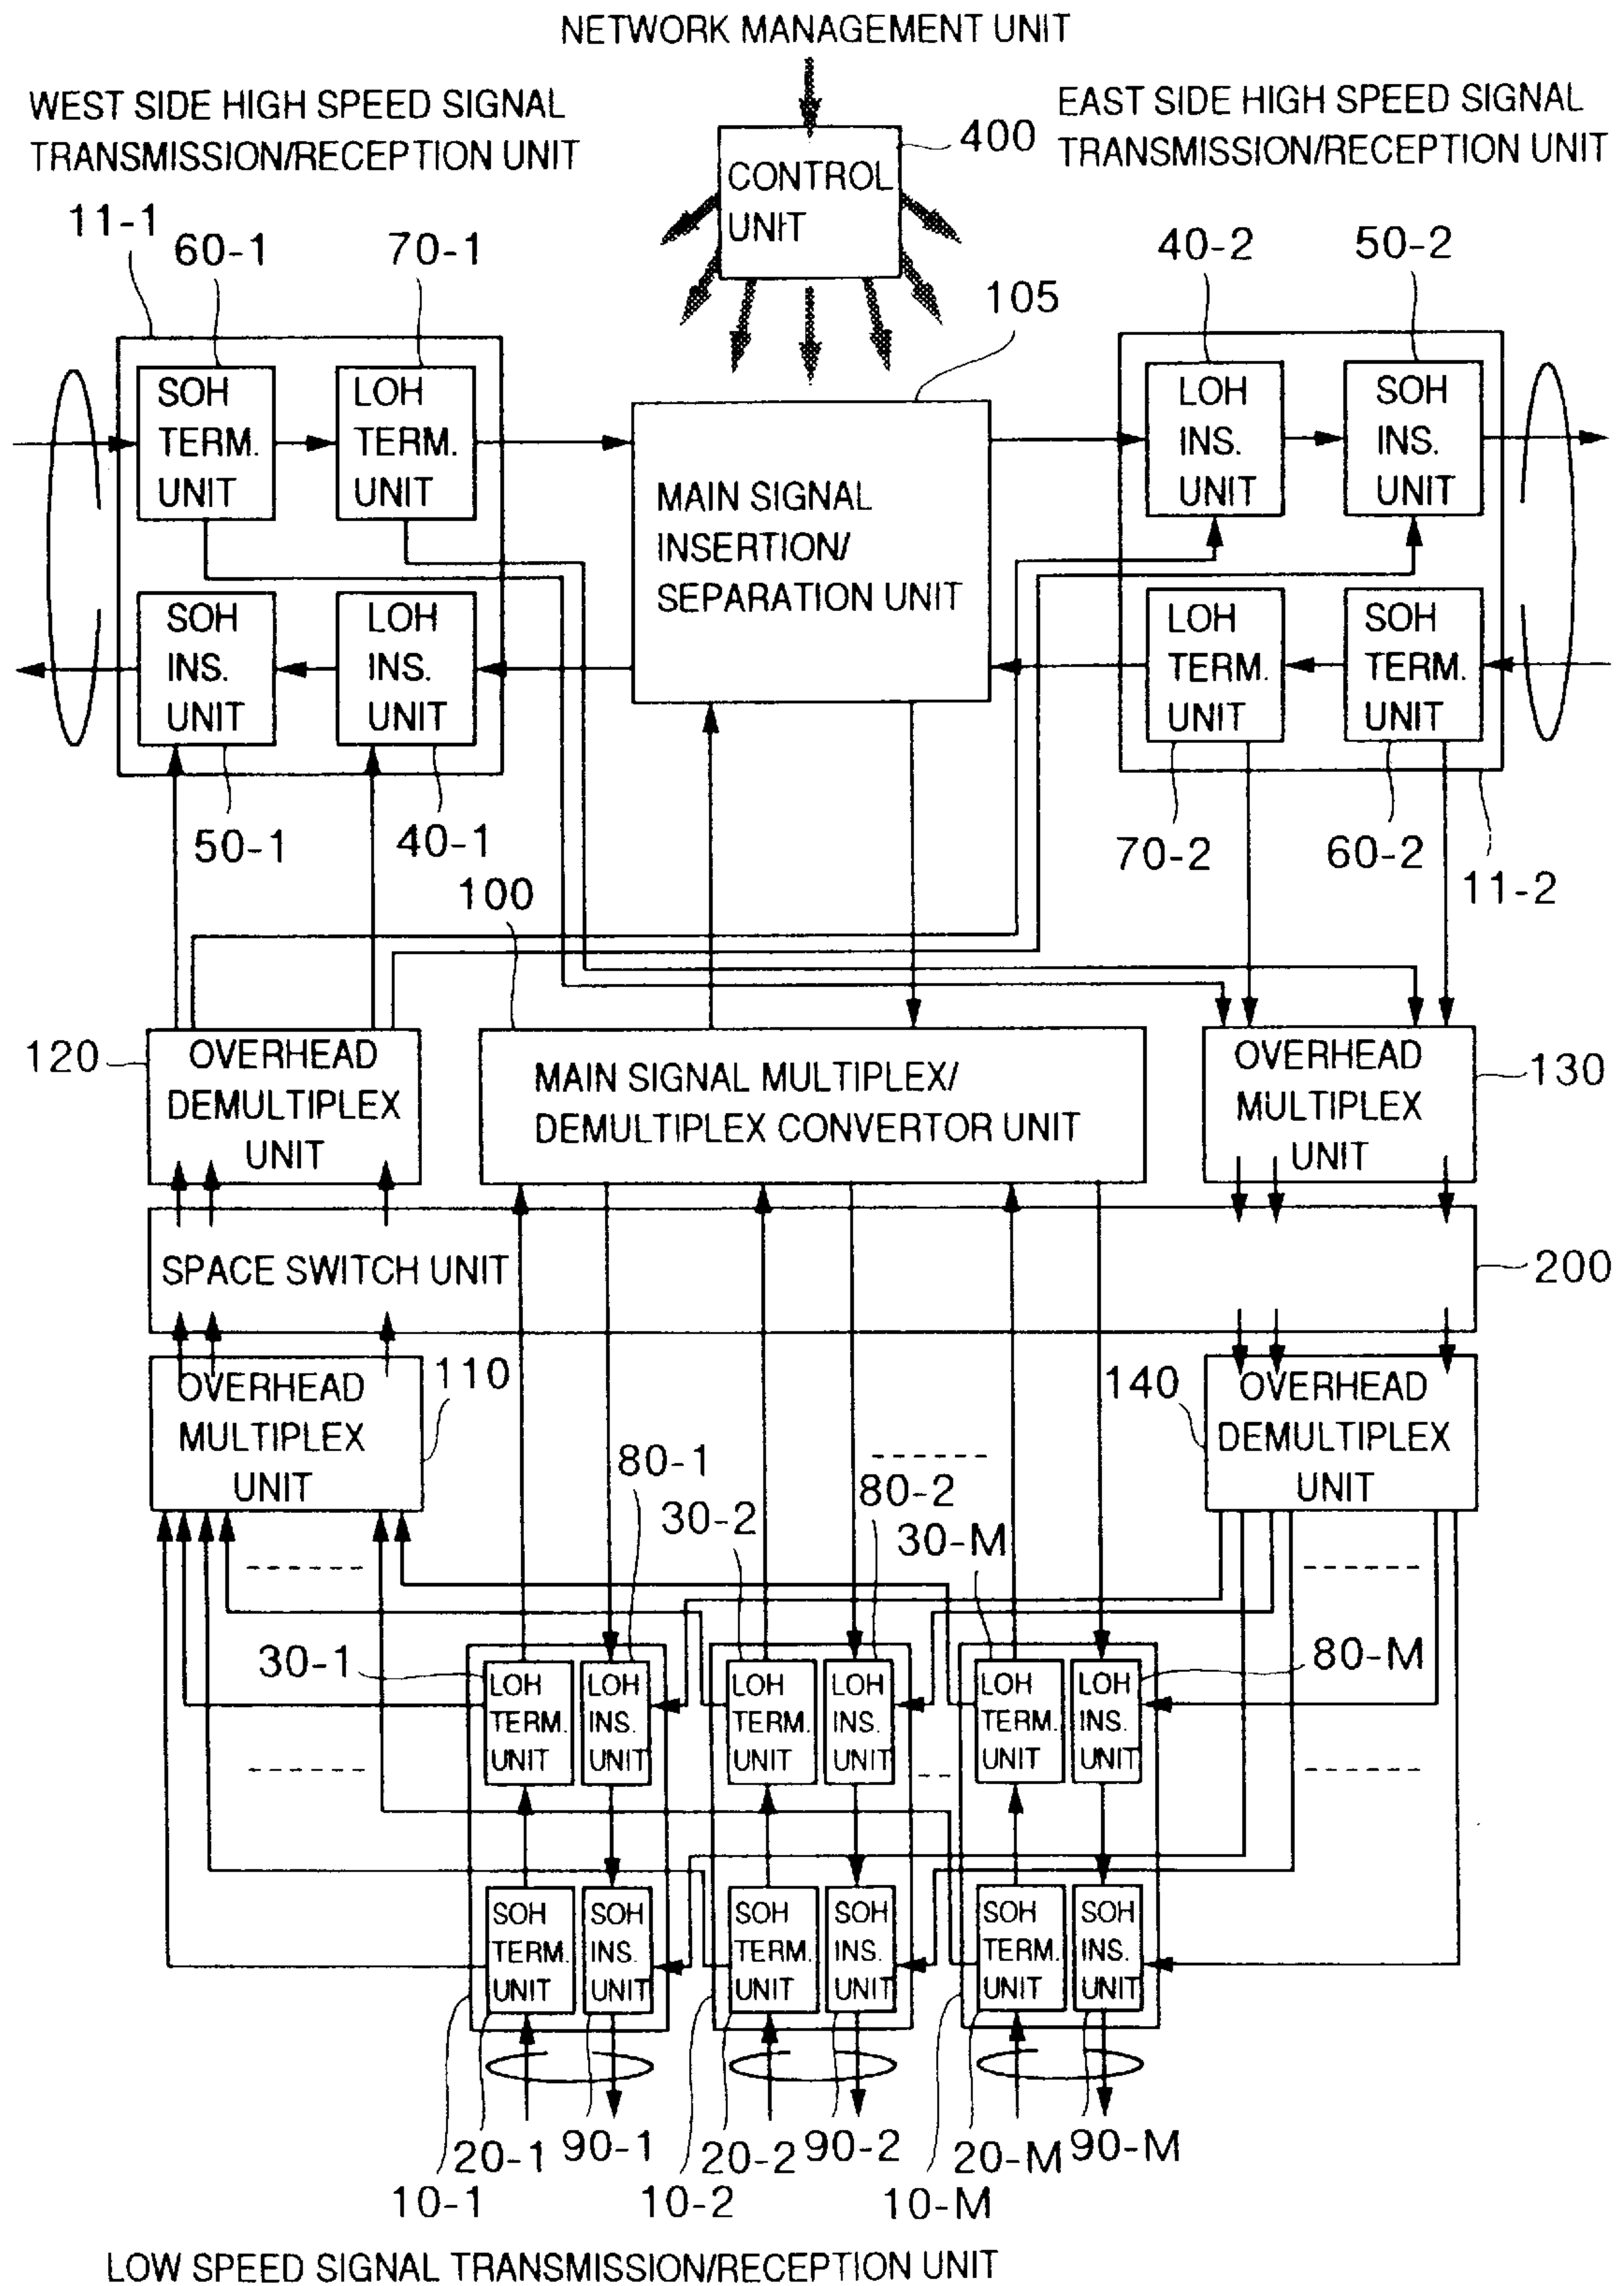 NETWORK MANAGEMENT UNIT
WEST SIDE HIGH SPEED SIGNAL
TRANSMISSION/RECEPTION UNIT
EAST SIDE HIGH SPEED SIGNAL
TRANSMISSION/RECEPTION UNIT
400
CONTROL
UNIT
11-1
60-1
70-1
40-2
50-2
105
SOH
TERM.
UNIT
LOH
TERM.
UNIT
MAIN SIGNAL
INSERTION/
SEPARATION UNIT
LOH
INS.
UNIT
SOH
INS.
UNIT
SOH
INS.
UNIT
LOH
INS.
UNIT
LOH
TERM.
UNIT
SOH
TERM.
UNIT
50-1
40-1
70-2
60-2
11-2
100
120
OVERHEAD
DEMULTIPLEX
UNIT
MAIN SIGNAL MULTIPLEX/
DEMULTIPLEX CONVERTOR UNIT
OVERHEAD
MULTIPLEX
UNIT
130
SPACE SWITCH UNIT
200
OVERHEAD
MULTIPLEX
UNIT
110
140
OVERHEAD
DEMULTIPLEX
UNIT
80-1
30-2
80-2
30-M
30-1
80-M
LOH
TERM.
UNIT
LOH
INS.
UNIT
LOH
TERM.
UNIT
LOH
INS.
UNIT
LOH
TERM.
UNIT
LOH
INS.
UNIT
SOH
TERM.
UNIT
SOH
INS.
UNIT
SOH
TERM.
UNIT
SOH
INS.
UNIT
SOH
TERM.
UNIT
SOH
INS.
UNIT
20-1
90-1
20-2
90-2
20-M
90-M
10-1
10-2
10-M
LOW SPEED SIGNAL TRANSMISSION/RECEPTION UNIT